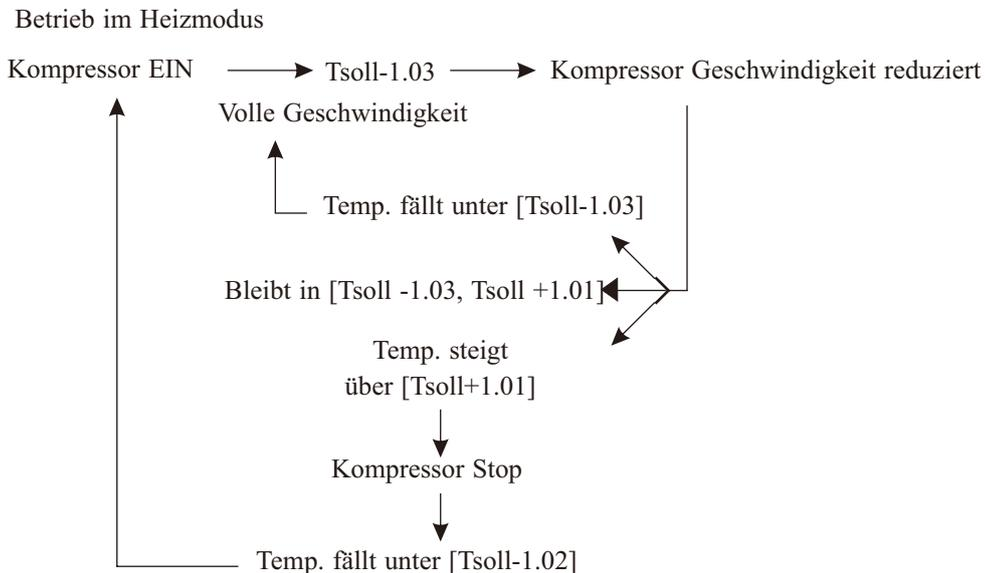 Betrieb im Heizmodus
Kompressor EIN
Tsoll-1.03
Kompressor Geschwindigkeit reduziert
Volle Geschwindigkeit
Temp. fällt unter [Tsoll-1.03]
Bleibt in [Tsoll -1.03, Tsoll +1.01]
Temp. steigt
über [Tsoll+1.01]
Kompressor Stop
Temp. fällt unter [Tsoll-1.02]